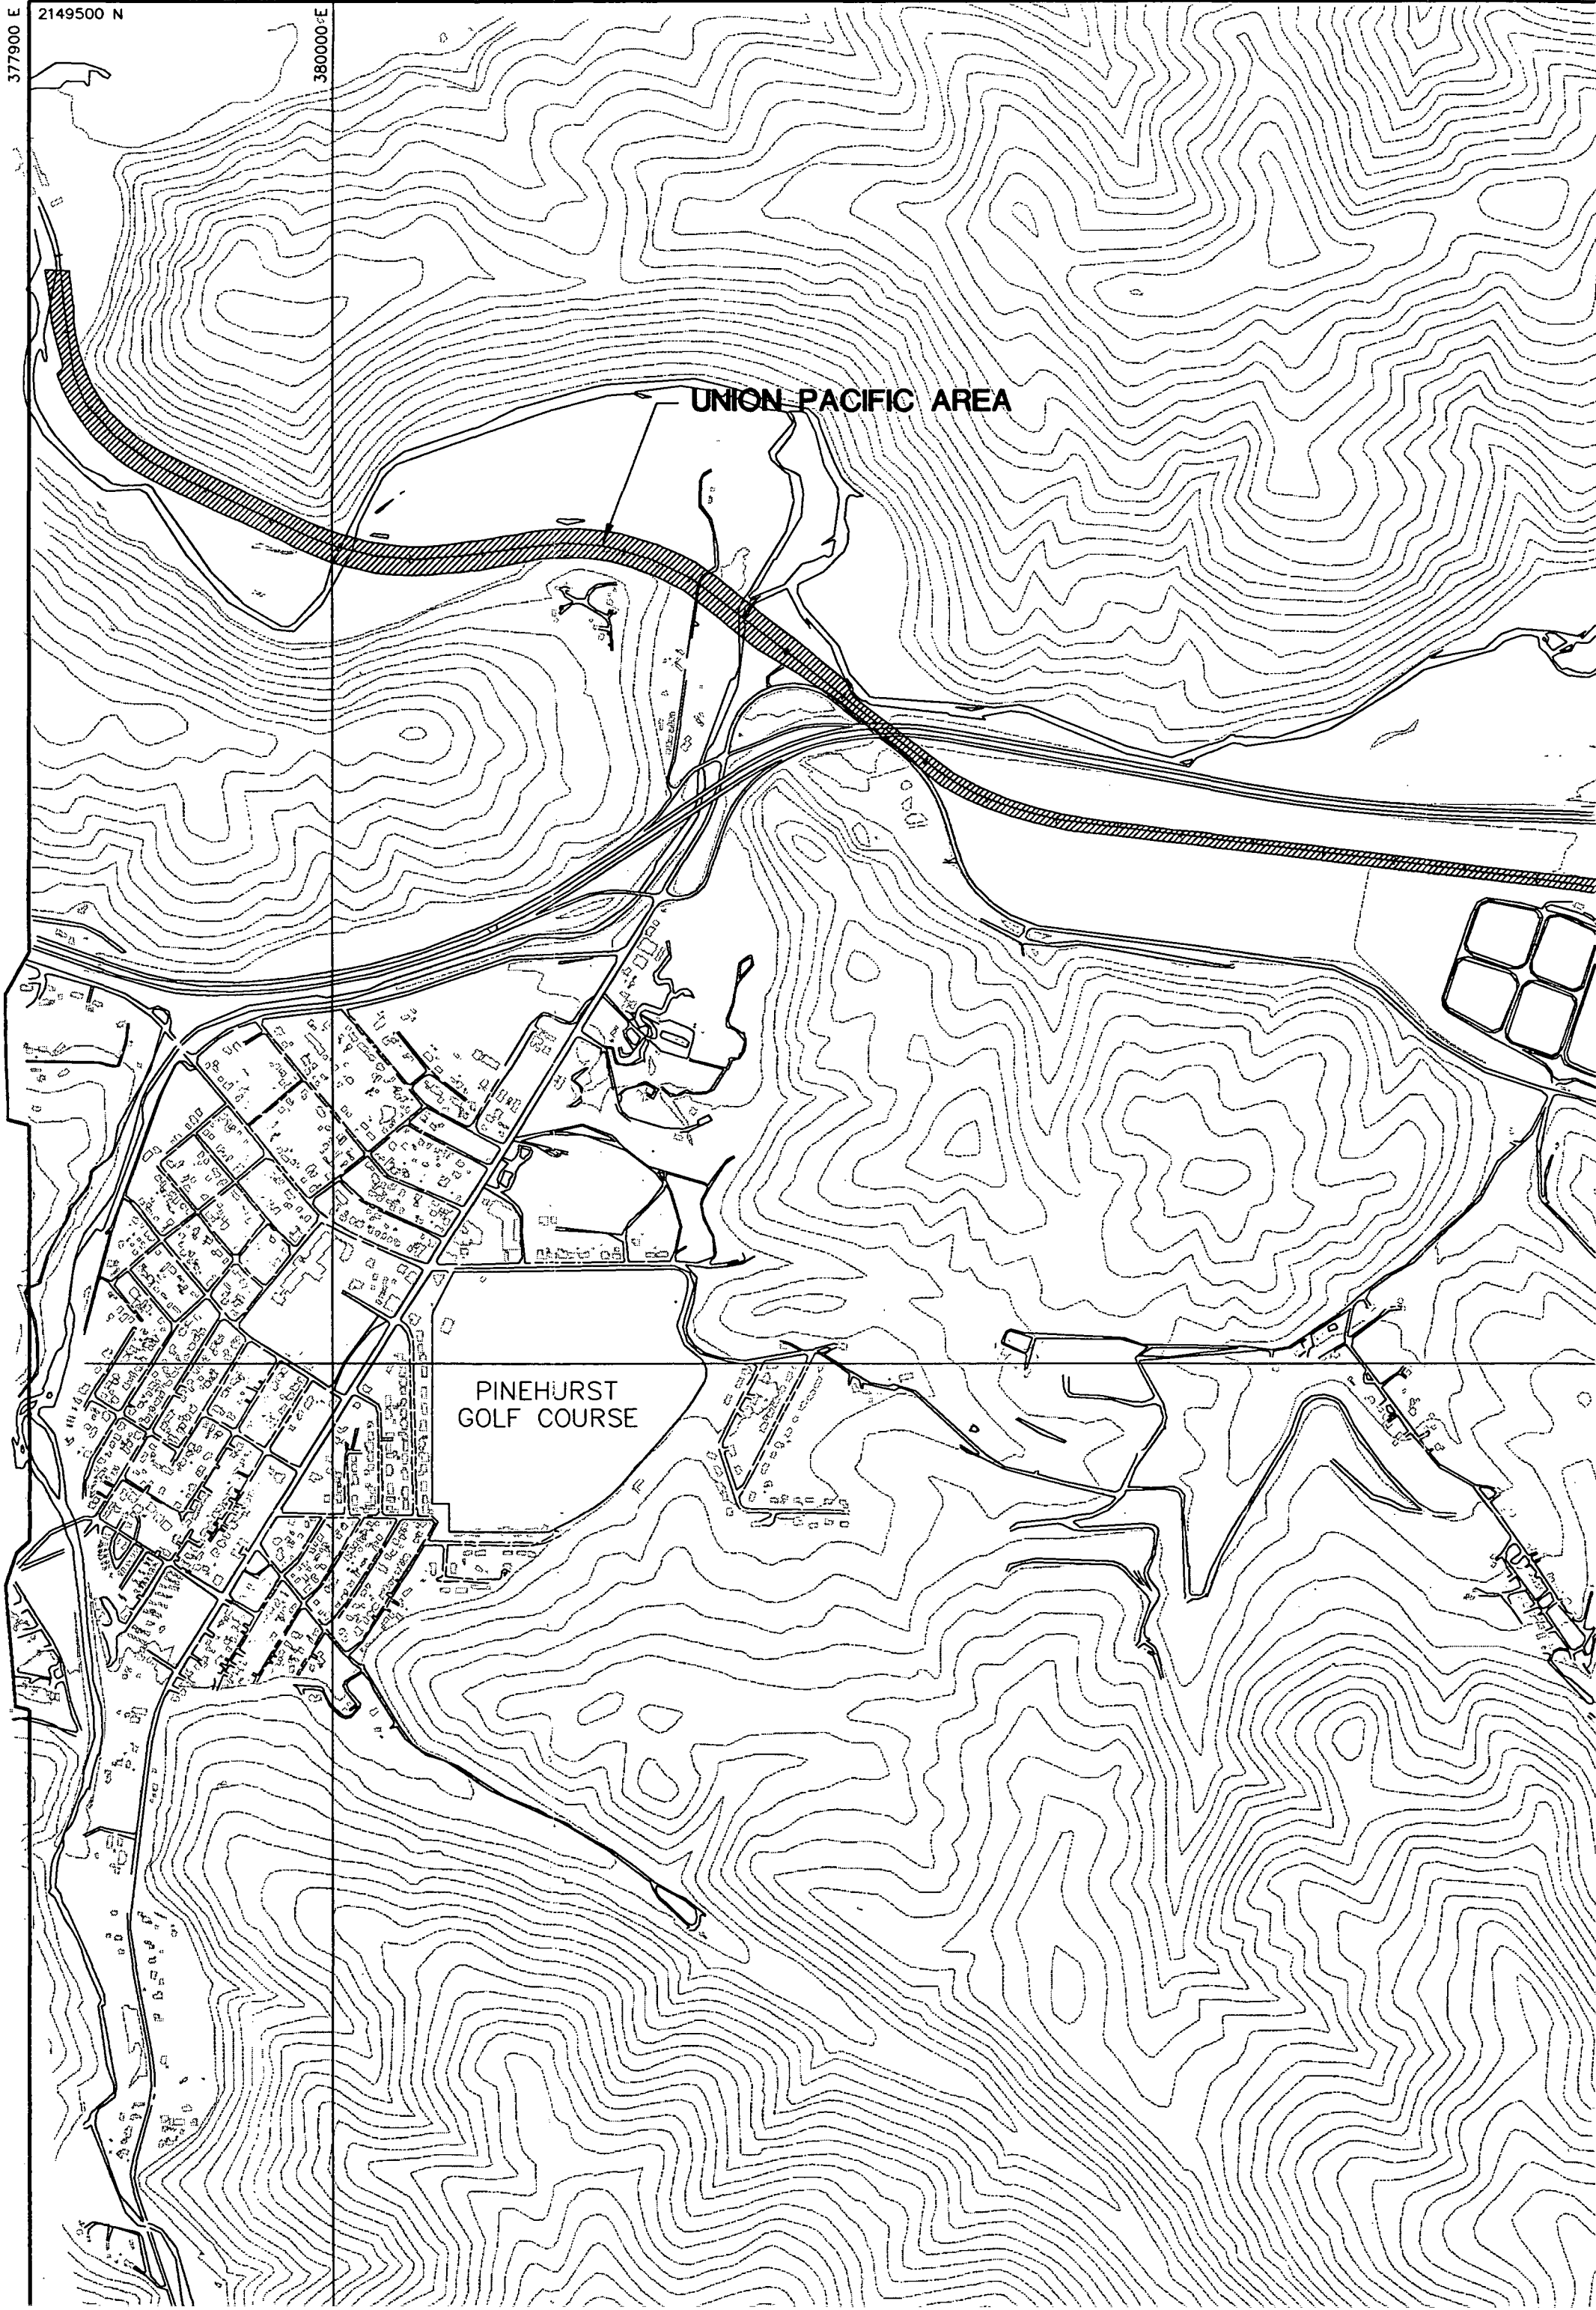 377900 E
2149500 N
380000 E
UNION PACIFIC AREA
PINEHURST
GOLF COURSE